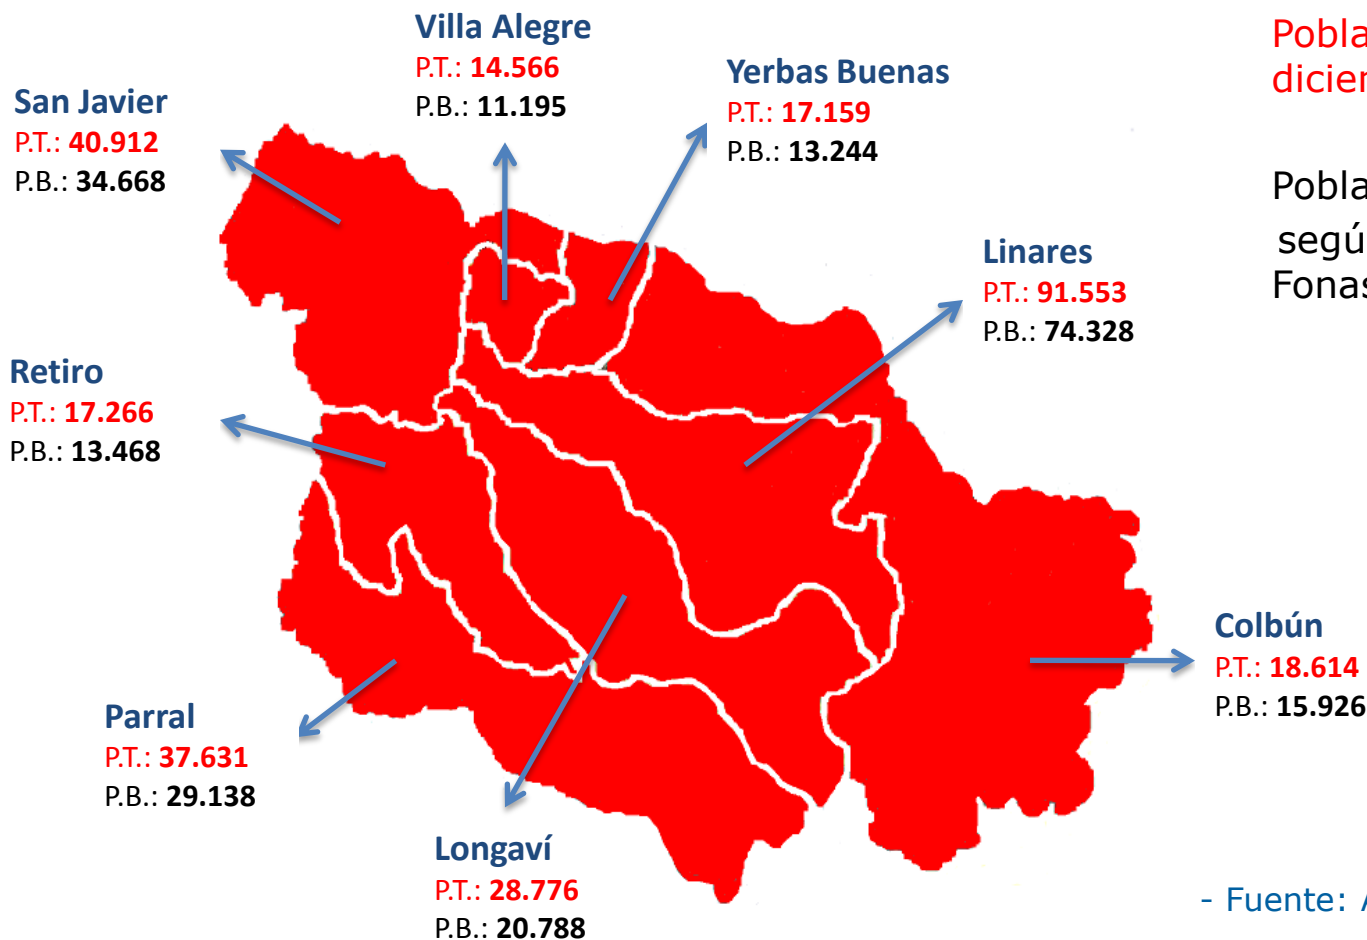 Villa Alegre
P.T.: 14.566
P.B.: 11.195
Yerbas Buenas
P.T.: 17.159
P.B.: 13.244
San Javier
P.T.: 40.912
P.B.: 34.668
Linares
P.T.: 91.553
P.B.: 74.328
Retiro
P.T.: 17.266
P.B.: 13.468
Colbún
P.T.: 18.614
P.B.: 15.926
Parral
P.T.: 37.631
P.B.: 29.138
Longaví
P.T.: 28.776
P.B.: 20.788
- Fuente: